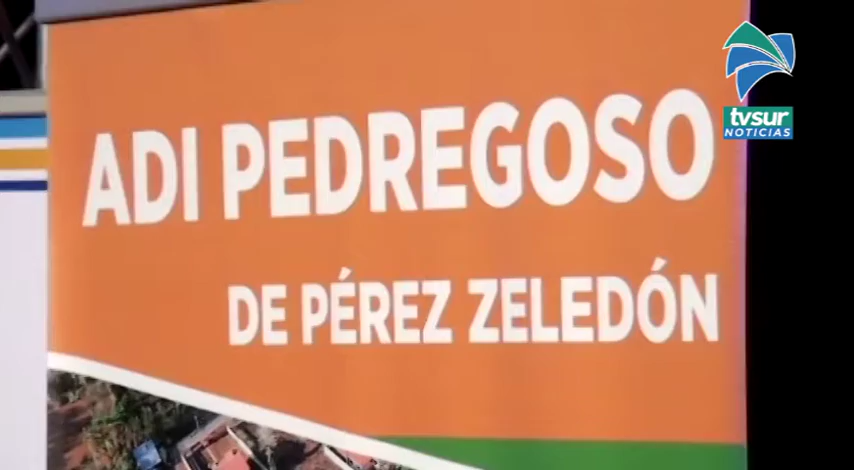 ADI PEDREGOSO
DE PÉREZ ZELEDÓN
tvsur
NOTICIAS